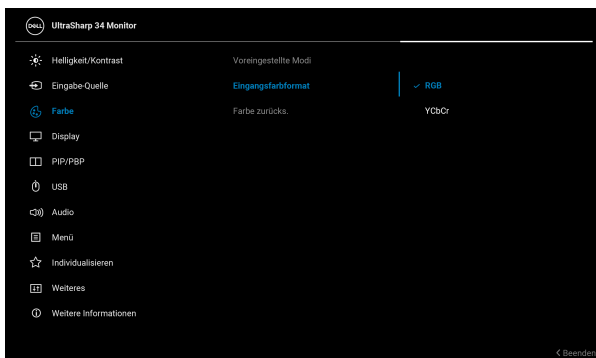 DELL UltraSharp 34 Monitor
Helligkeit/Kontrast
Voreingestellte Modi
Eingabe-Quelle
Eingangsfarbformat
RGB
Farbe
Farbe zurücks.
YCbCr
Display
PIP/PBP
USB
Audio
Menü
Individualisieren
Weiteres
Weitere Informationen
Beenden